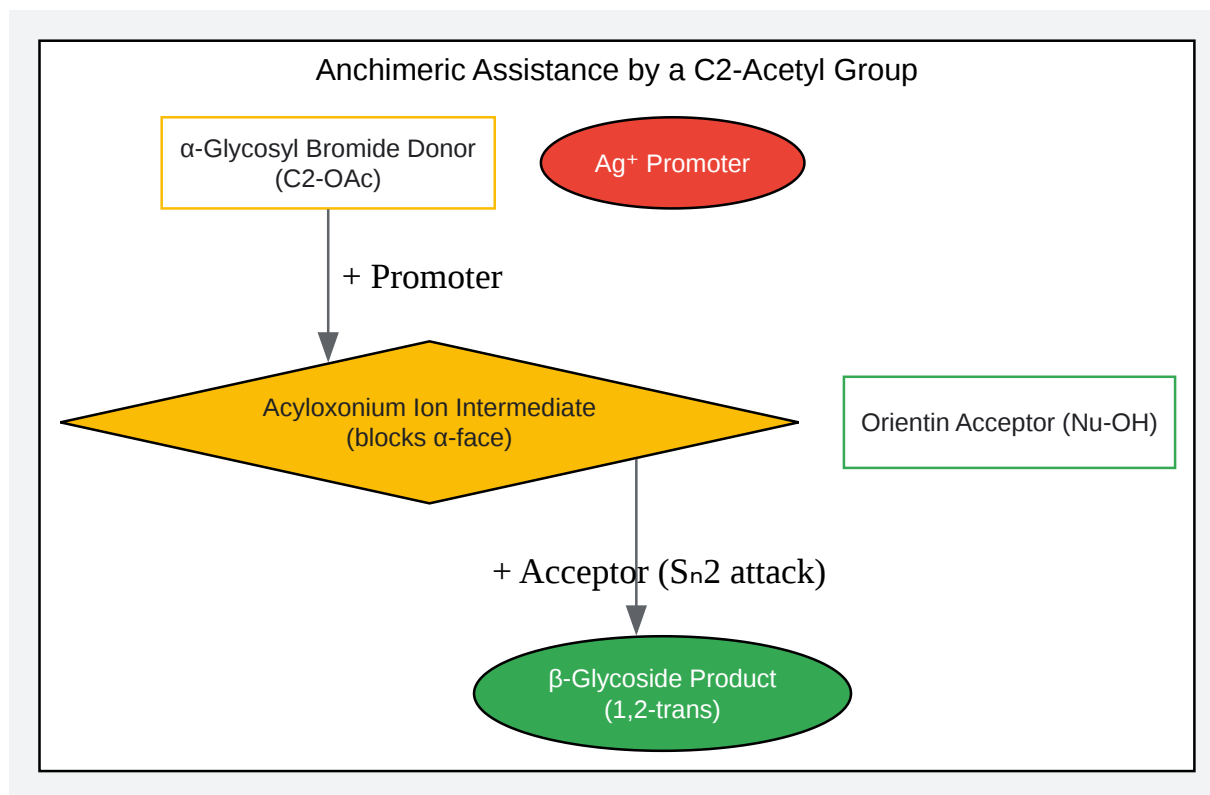 Anchimeric Assistance by a C2-Acetyl Group
α-Glycosyl Bromide Donor
(C2-OAc)
Ag⁺ Promoter
+ Promoter
Acyloxonium Ion Intermediate
(blocks α-face)
Orientin Acceptor (Nu-OH)
+ Acceptor (Sₙ2 attack)
β-Glycoside Product
(1,2-trans)